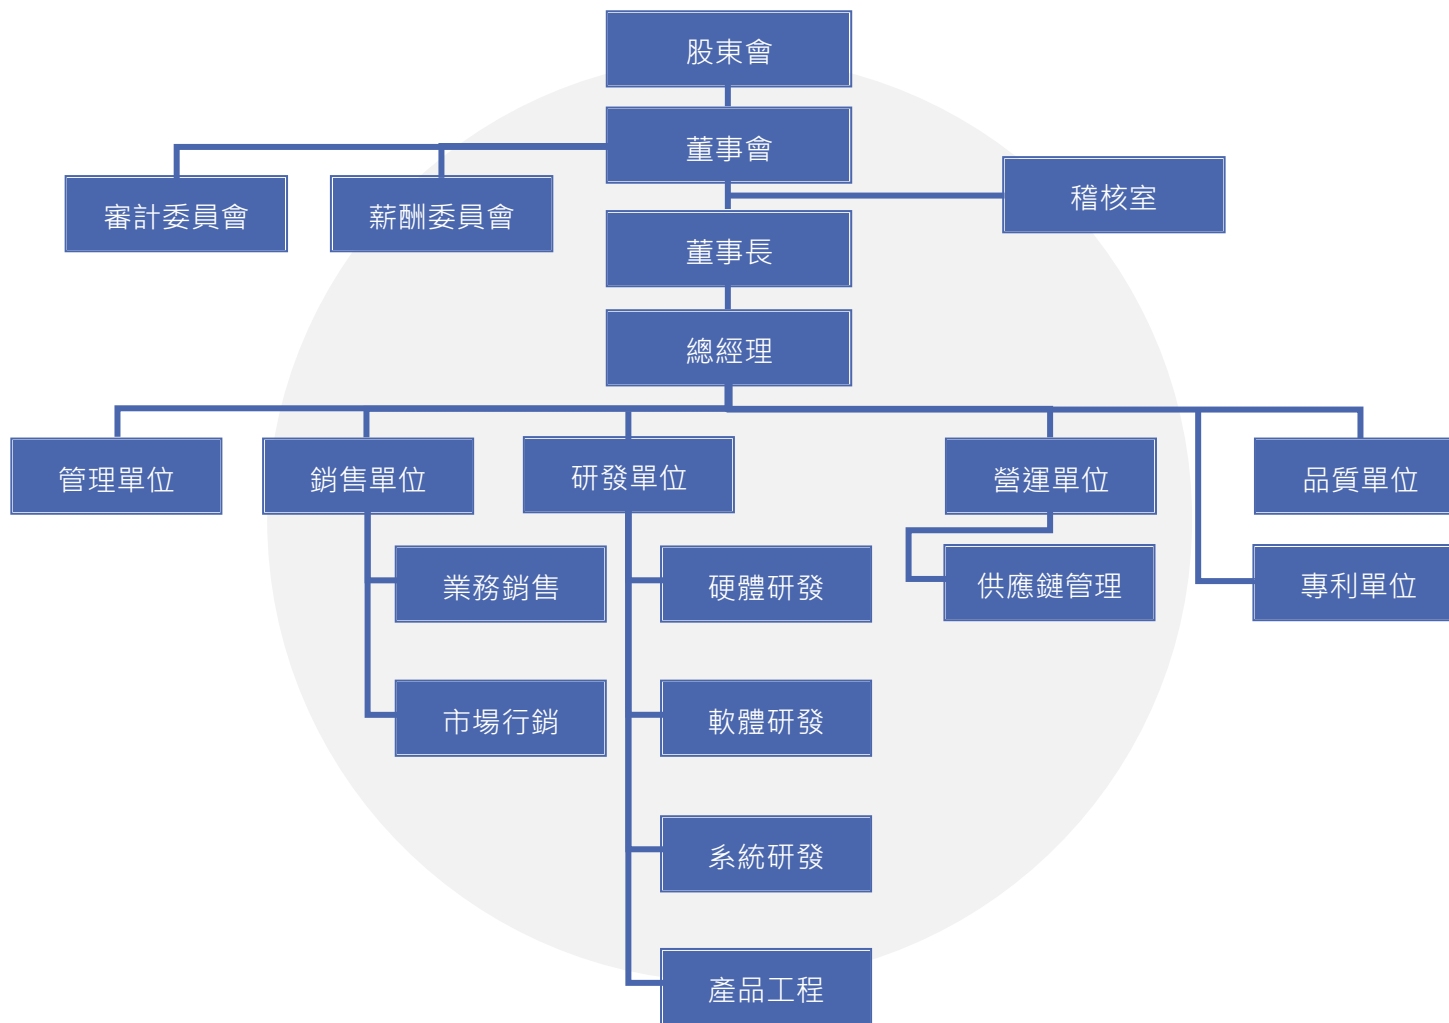 股東會
董事會
審計委員會
薪酬委員會
稽核室
董事長
總經理
管理單位
銷售單位
研發單位
營運單位
品質單位
業務銷售
硬體研發
供應鏈管理
專利單位
市場行銷
軟體研發
系統研發
產品工程